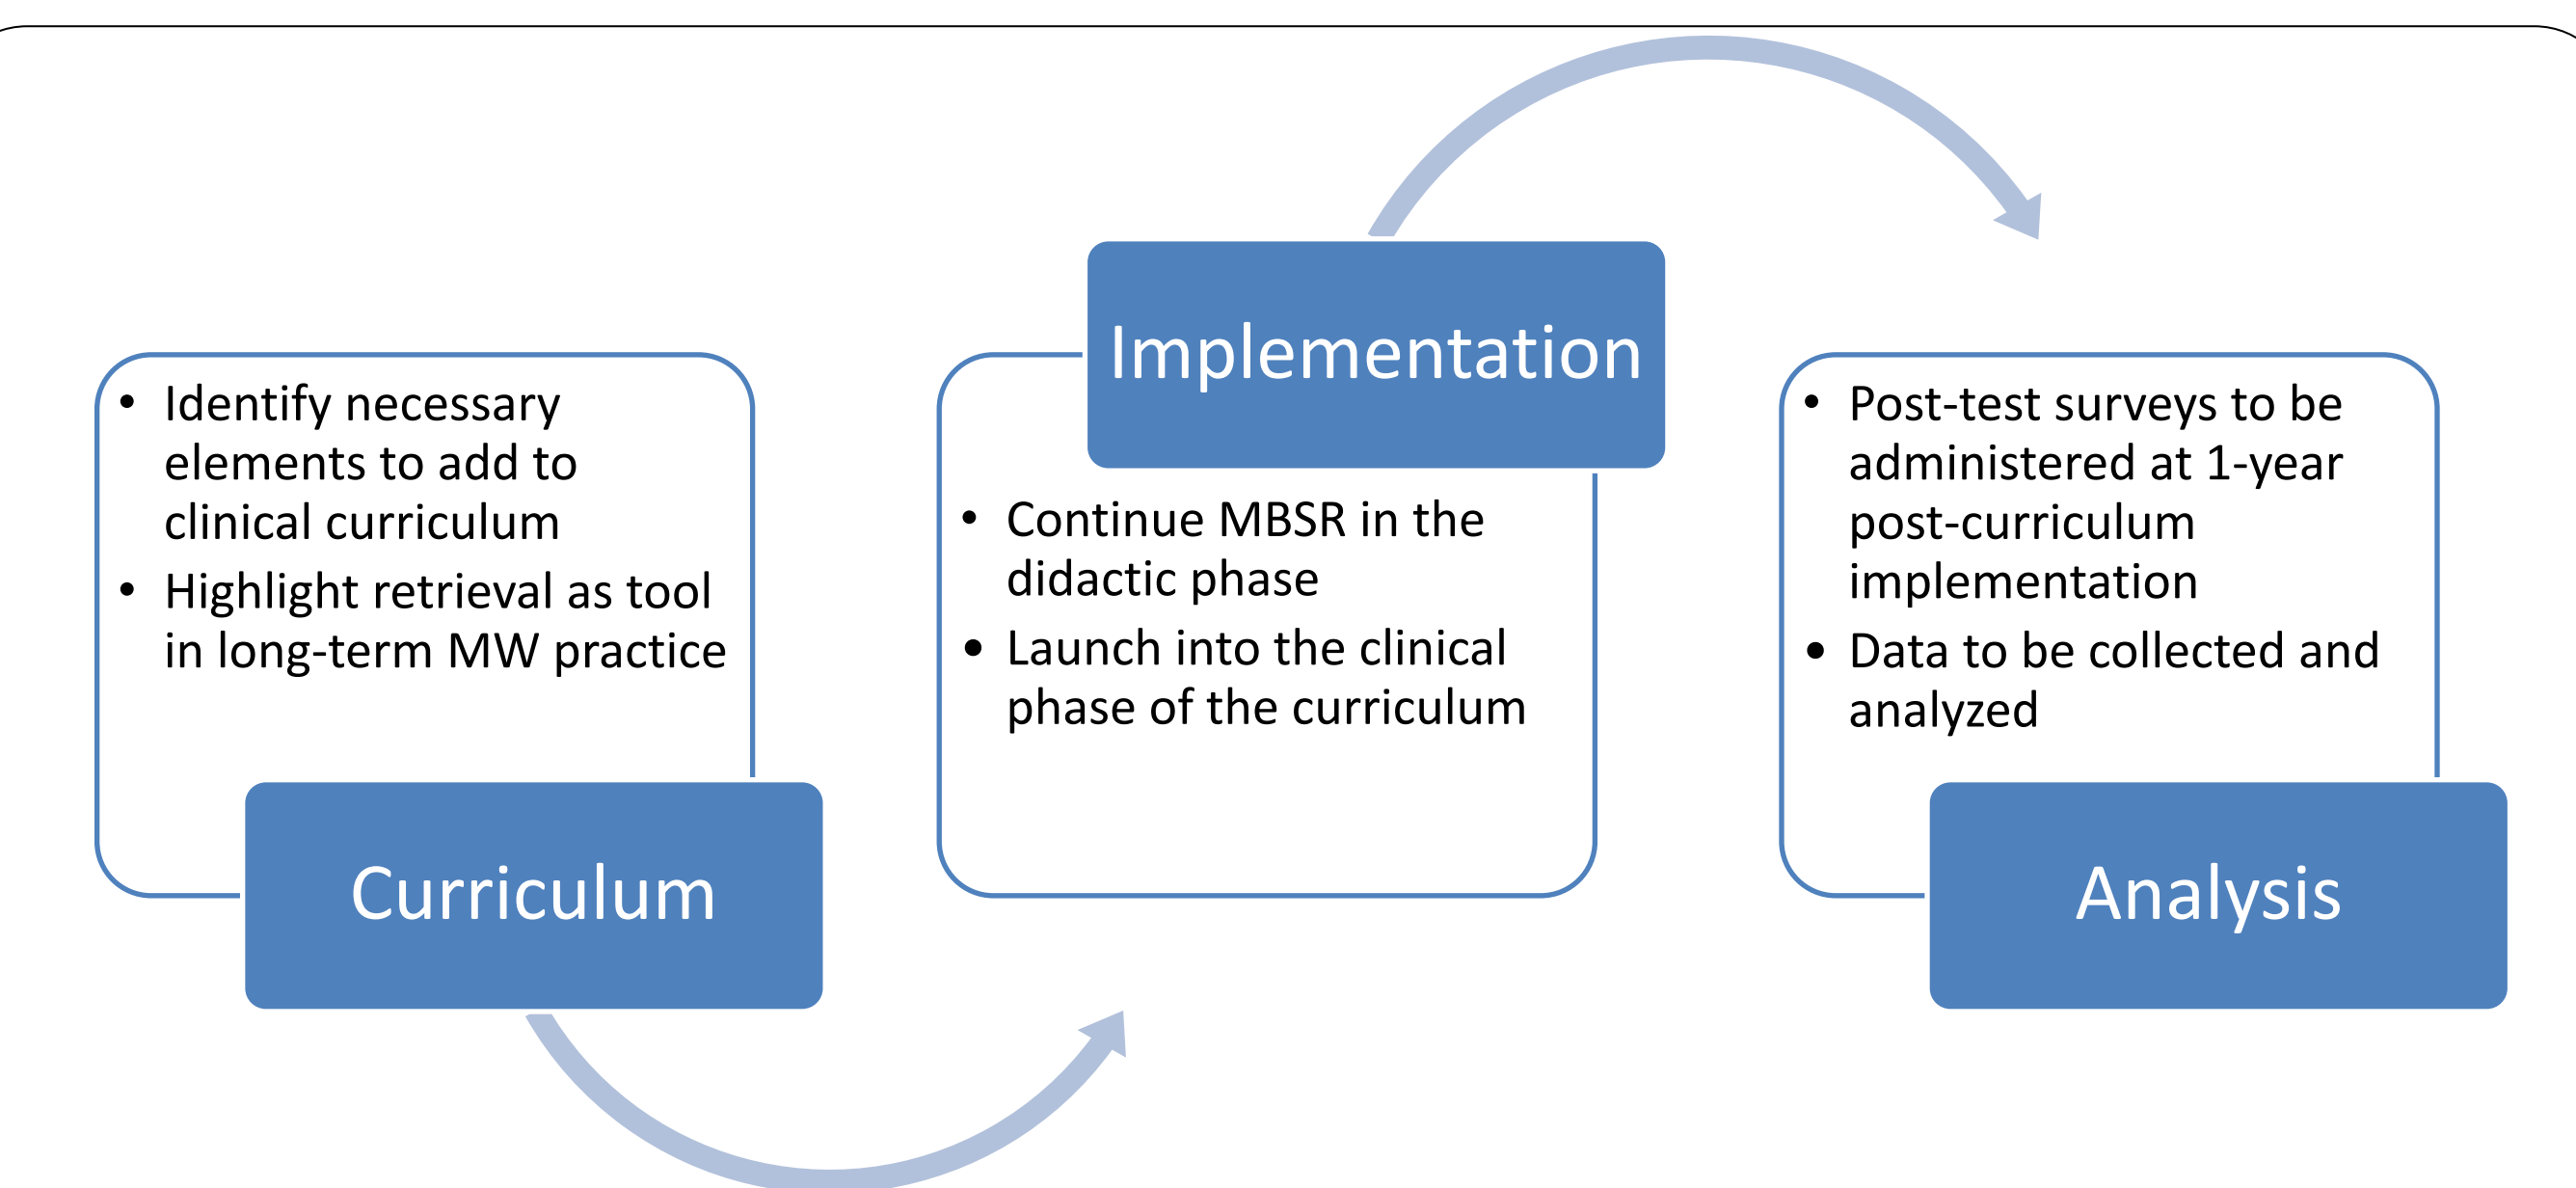 • Identify necessary
elements to add to
clinical curriculum
• Highlight retrieval as tool
in long-term MW practice
Curriculum
Implementation
• Continue MBSR in the
didactic phase
• Launch into the clinical
phase of the curriculum
• Post-test surveys to be
administered at 1-year
post-curriculum
implementation
• Data to be collected and
analyzed
Analysis